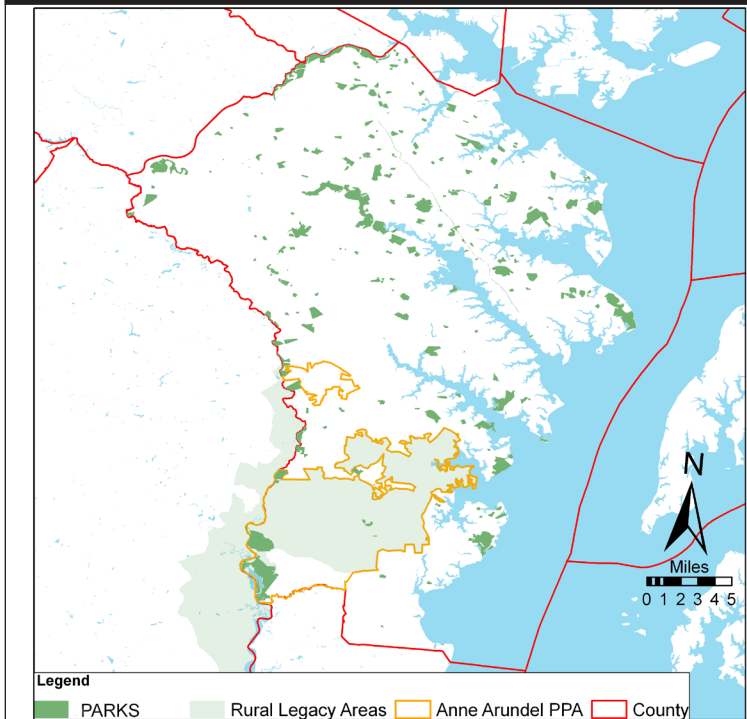 N
Miles
0 1 2 3 4 5
Legend
PARKS Rural Legacy Areas Anne Arundel PPA County